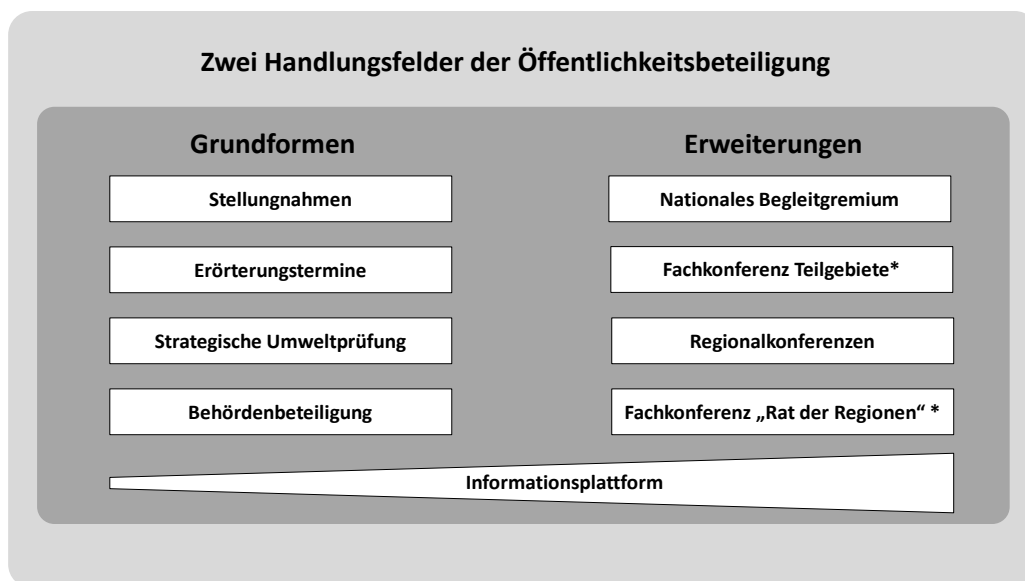 Zwei Handlungsfelder der Öffentlichkeitsbeteiligung
Grundformen
Stellungnahmen
Erörterungstermine
Strategische Umweltprüfung
Behördenbeteiligung
Erweiterungen
Nationales Begleitgremium
Fachkonferenz Teilgebiete*
Regionalkonferenzen
Fachkonferenz „Rat der Regionen“ *
Informationsplattform